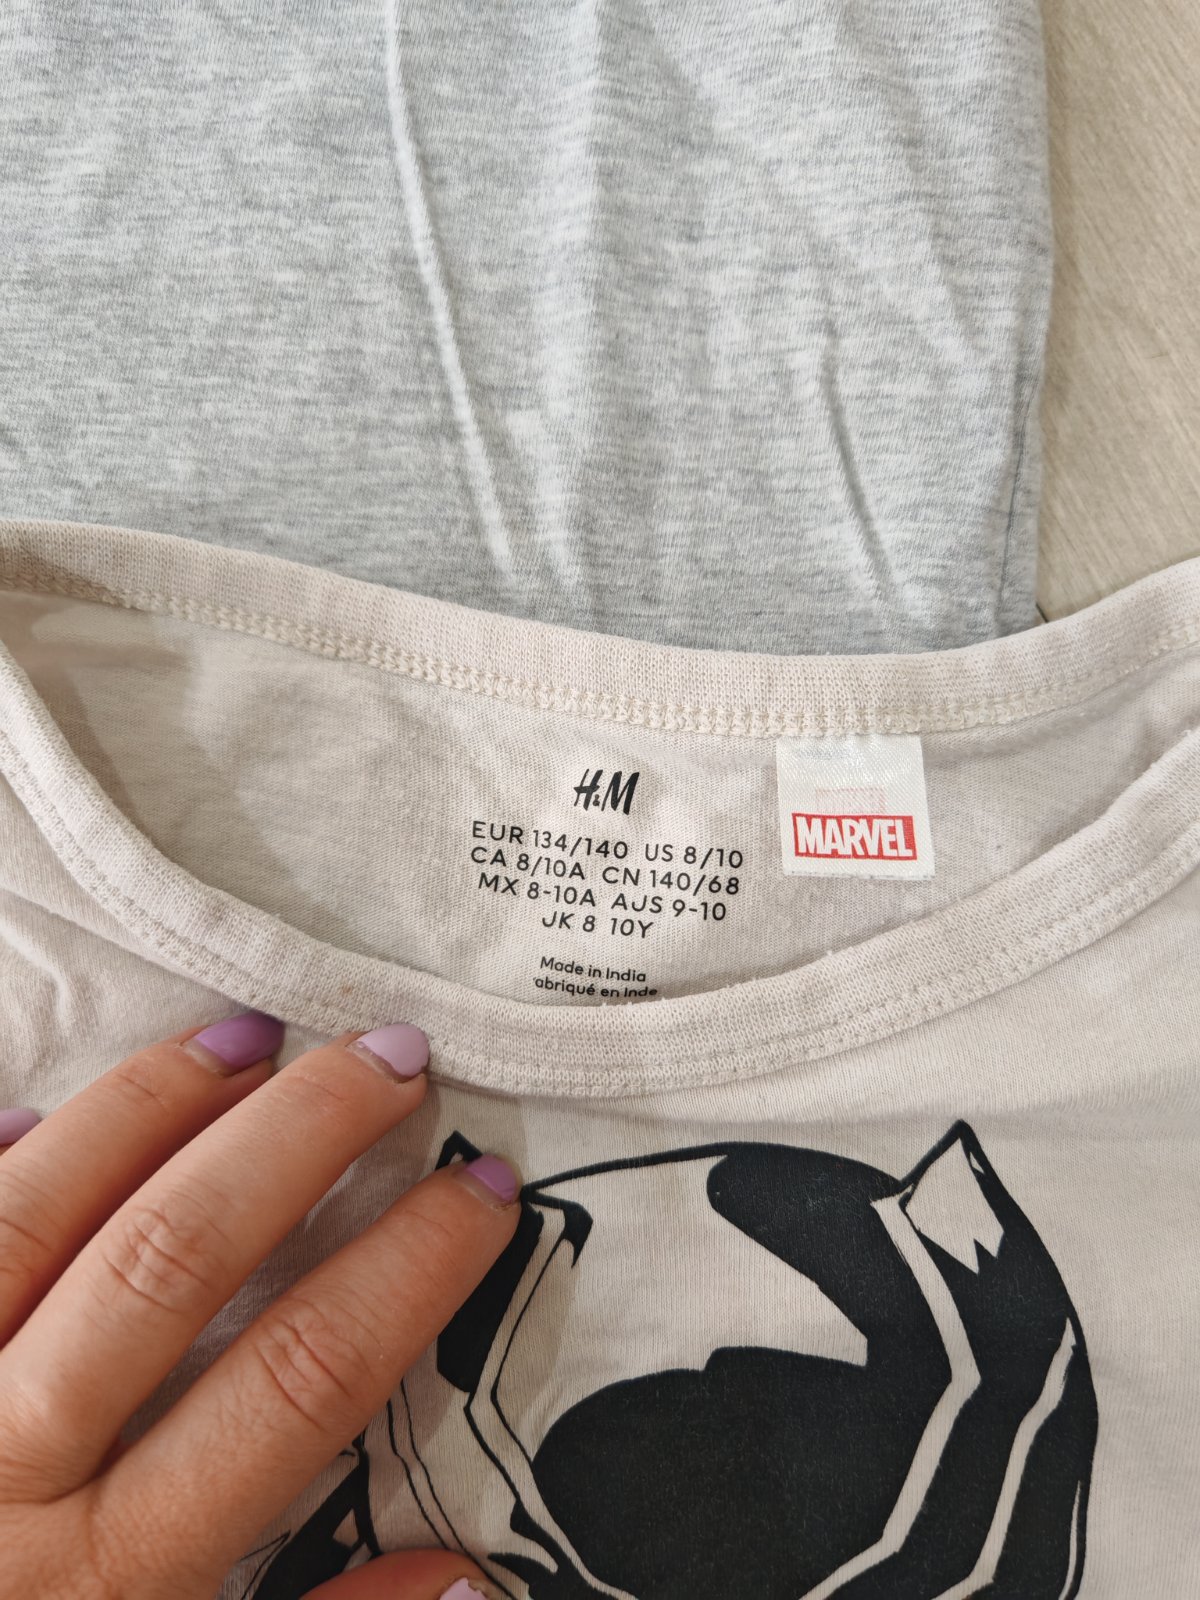 H&M
EUR 134/140 US 8/10
CA 8/10A CN 140/68
MX 8-10A AUS 9-10
JK 8 10Y
Made in India
abriqué en Inde
MARVEL